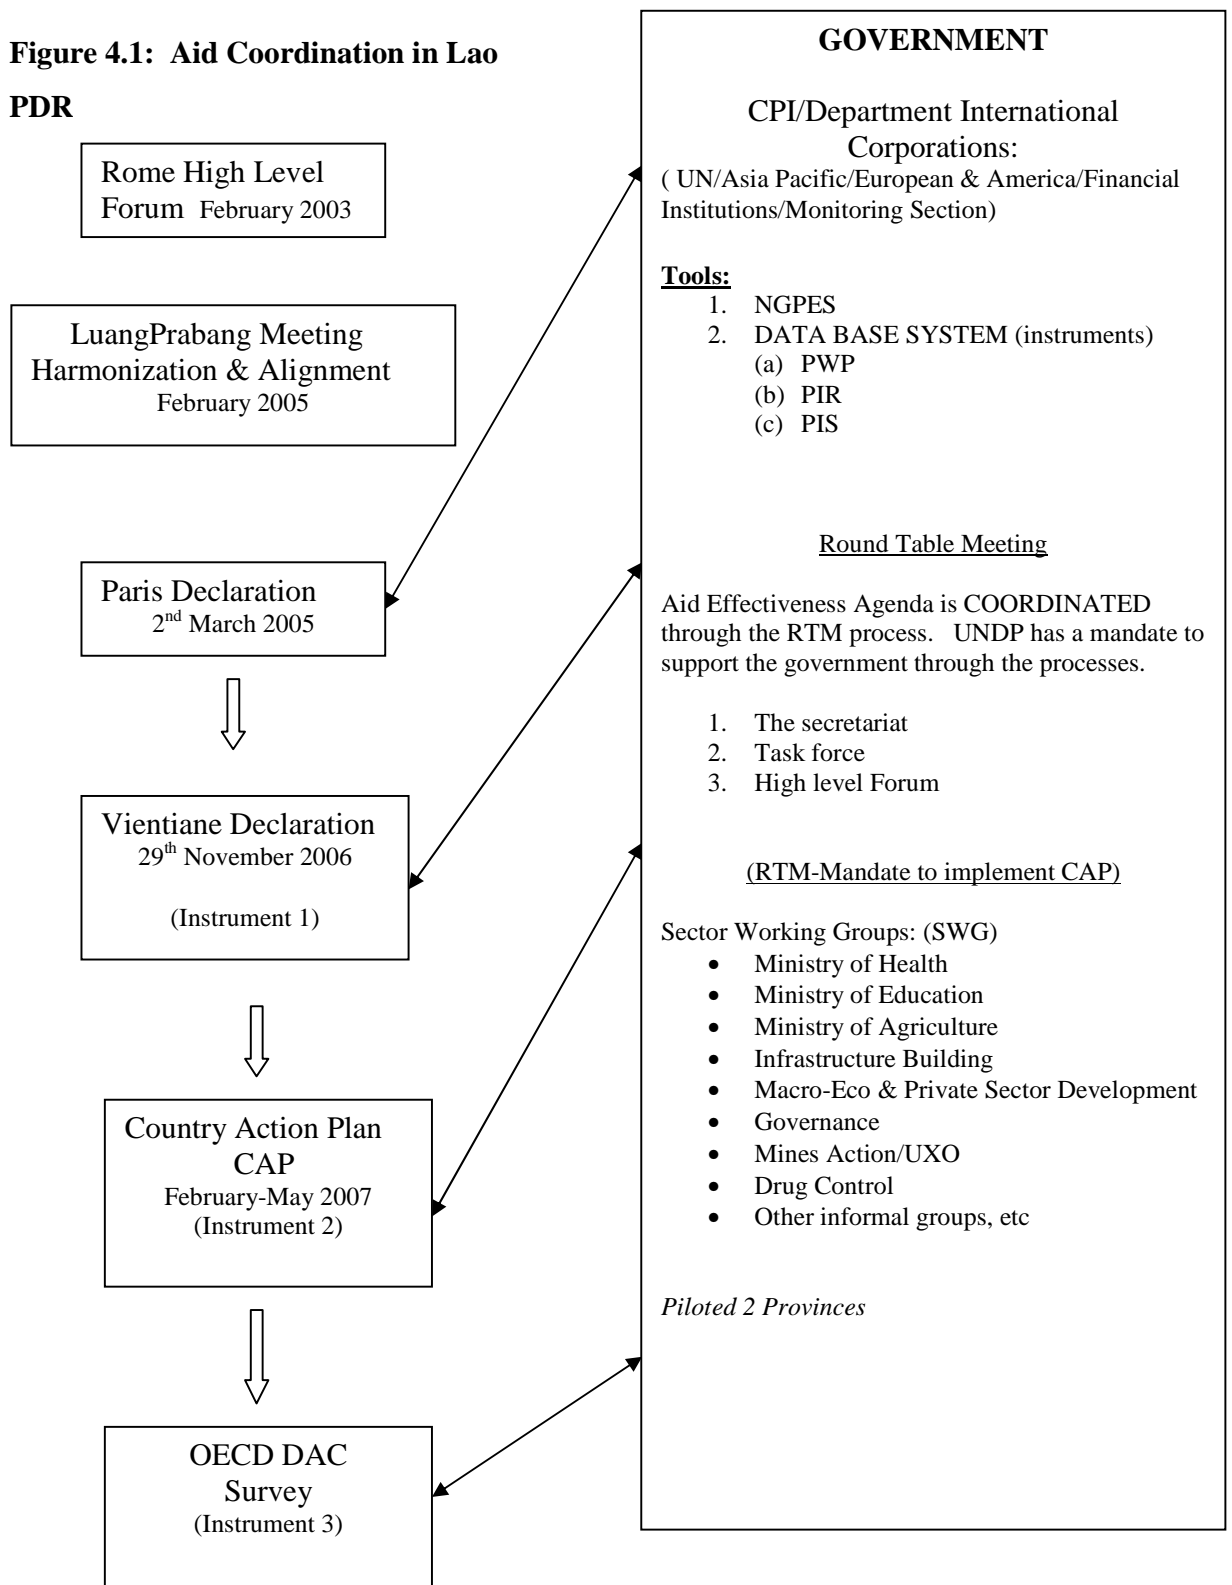 Figure 4.1:  Aid Coordination in Lao
PDR
Rome High Level
Forum February 2003
LuangPrabang Meeting
Harmonization & Alignment
February 2005
Paris Declaration
2nd March 2005
Vientiane Declaration
29th November 2006
(Instrument 1)
Country Action Plan
CAP
February-May 2007
(Instrument 2)
OECD DAC
Survey
(Instrument 3)
GOVERNMENT
CPI/Department International
Corporations:
( UN/Asia Pacific/European & America/Financial
Institutions/Monitoring Section)
Tools:
1. NGPES
2. DATA BASE SYSTEM (instruments)
(a) PWP
(b) PIR
(c) PIS
Round Table Meeting
Aid Effectiveness Agenda is COORDINATED
through the RTM process.   UNDP has a mandate to
support the government through the processes.
1. The secretariat
2. Task force
3. High level Forum
(RTM-Mandate to implement CAP)
Sector Working Groups: (SWG)
• Ministry of Health
• Ministry of Education
• Ministry of Agriculture
• Infrastructure Building
• Macro-Eco & Private Sector Development
• Governance
• Mines Action/UXO
• Drug Control
• Other informal groups, etc
Piloted 2 Provinces